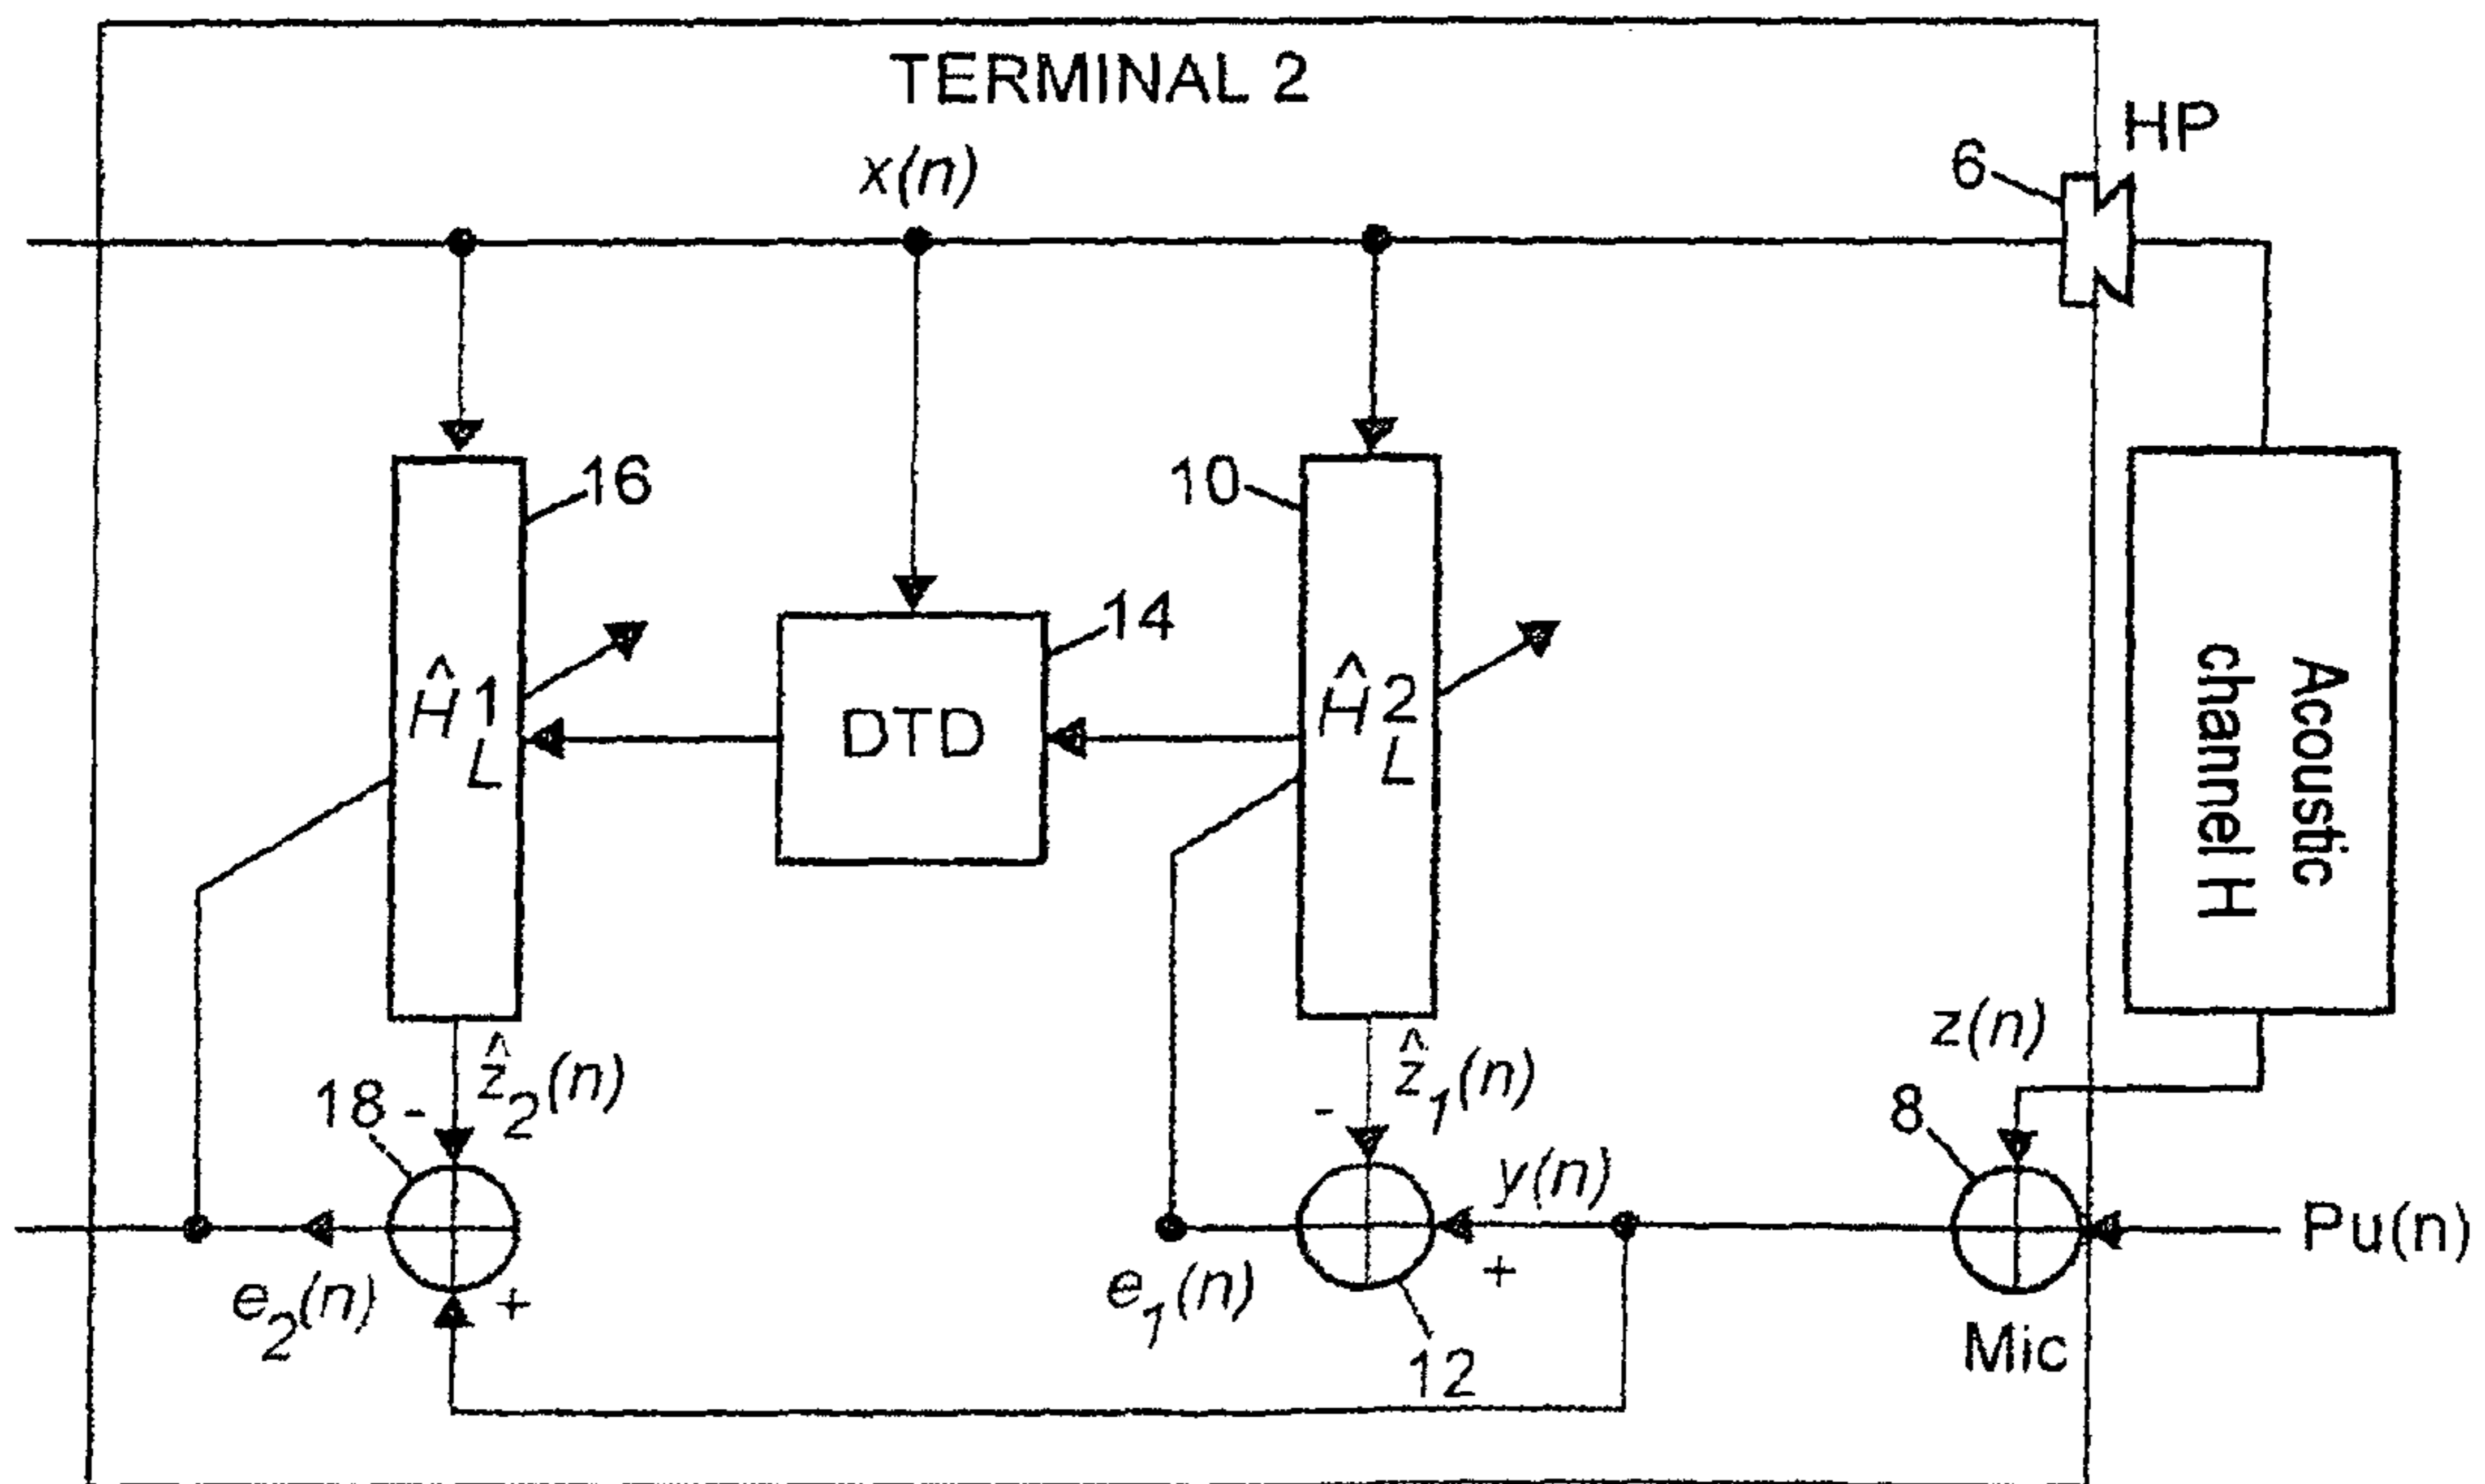 TERMINAL 2
HP
6
x(n)
16
10
14
Ĥ 1 L
DTD
Ĥ 2 L
Acoustic
channel H
z(n)
ẑ2(n)
ẑ1(n)
18
-
-
8
y(n)
Pu(n)
+
+
e2(n)
e1(n)
12
Mic